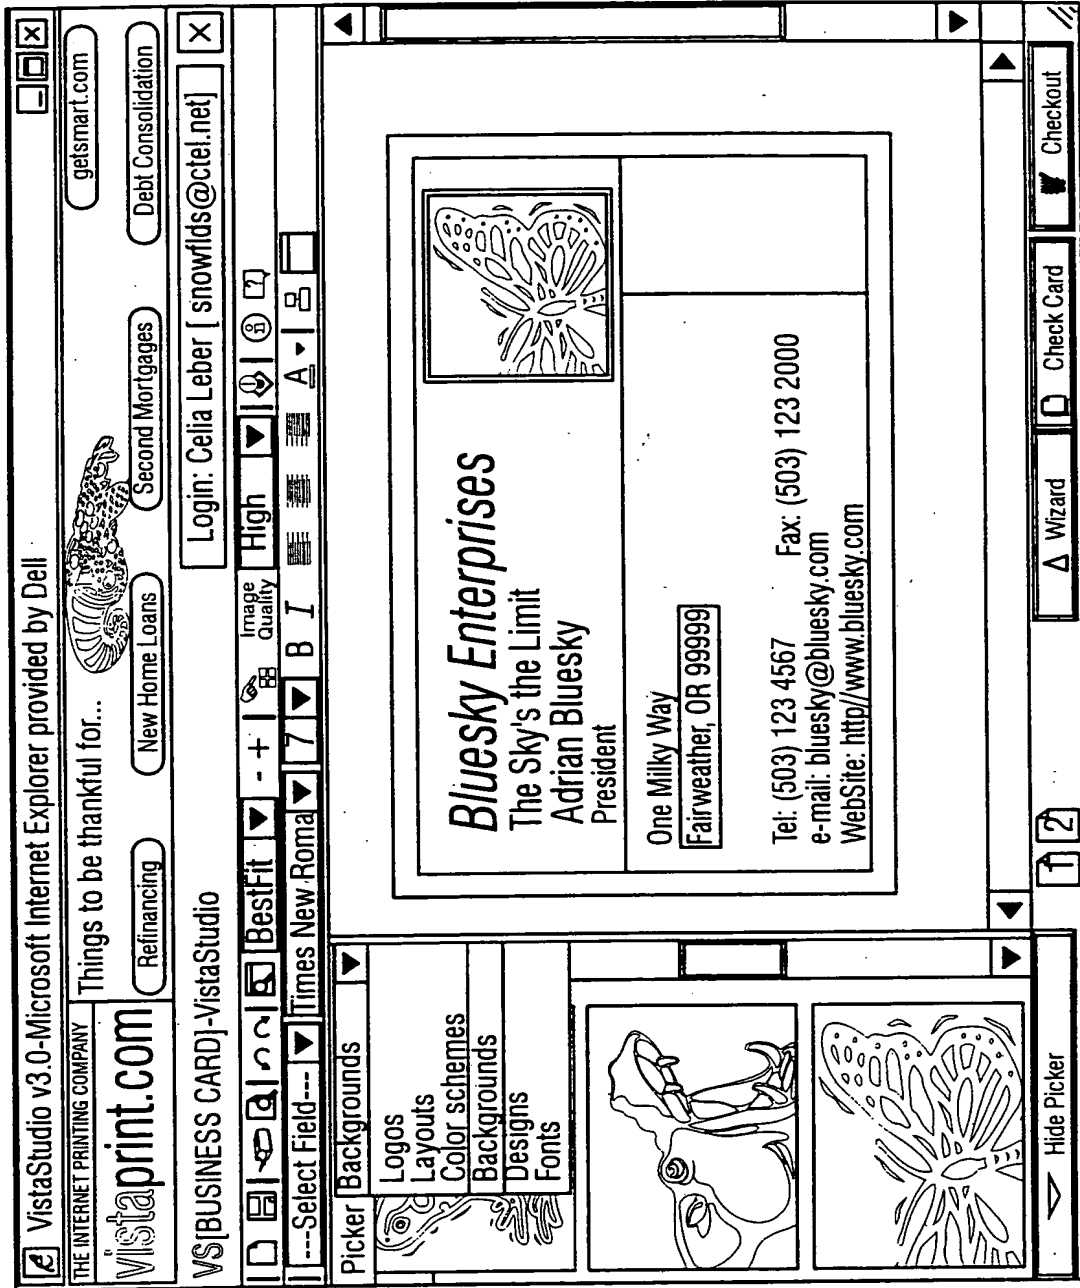 VistaStudio v3.0-Microsoft Internet Explorer provided by Dell
THE INTERNET PRINTING COMPANY
vistaprint.com
Things to be thankful for...
getsmart.com
Refinancing
New Home Loans
Second Mortgages
Debt Consolidation
VS[BUSINESS CARD]-VistaStudio
Login: Celia Leber [ snowflds@ctel.net]
BestFit
- +
Image Quality
High
----Select Field----
Times New Roma
7
B I
A
Picker
Backgrounds
Logos
Layouts
Color schemes
Backgrounds
Designs
Fonts
Bluesky Enterprises
The Sky's the Limit
Adrian Bluesky
President
One Milky Way
Fairweather, OR 99999
Tel: (503) 123 4567 Fax: (503) 123 2000
e-mail: bluesky@bluesky.com
WebSite: http//www.bluesky.com
Hide Picker
1 2
Wizard
Check Card
Checkout